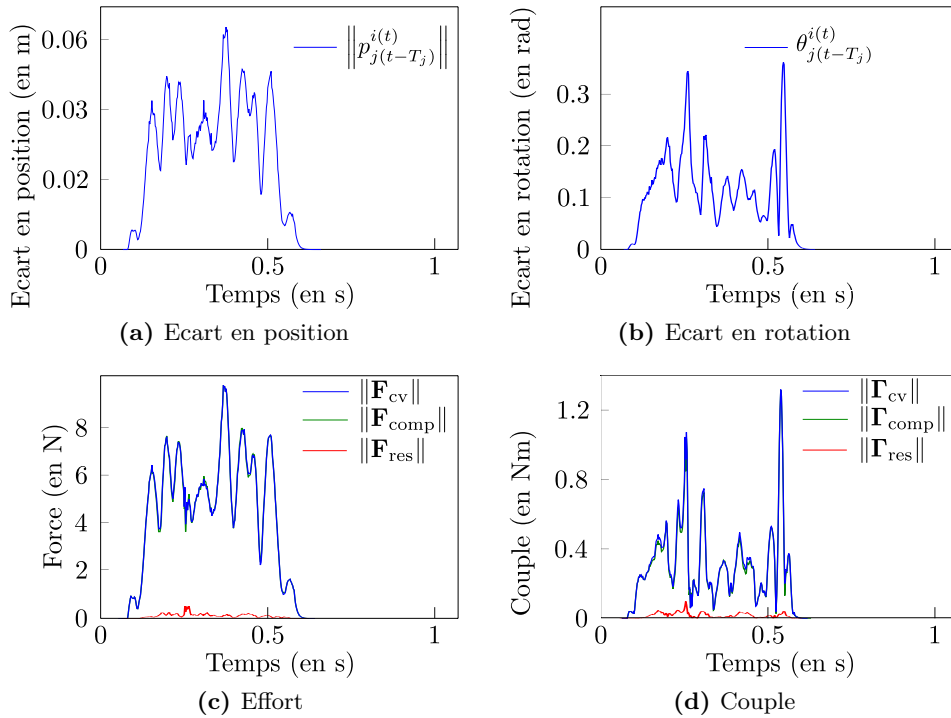 Ecart en position (en m)
0.06
0.03
0.02
0
‖p^{i(t)}_{j(t−T_j)}‖
0 0.5 1
Temps (en s)
(a) Ecart en position
Ecart en rotation (en rad)
0.3
0.2
0.1
0
θ^{i(t)}_{j(t−T_j)}
0 0.5 1
Temps (en s)
(b) Ecart en rotation
Force (en N)
8
6
4
2
0
‖F_cv‖
‖F_comp‖
‖F_res‖
0 0.5 1
Temps (en s)
(c) Effort
Couple (en Nm)
1.2
0.8
0.4
0
‖Γ_cv‖
‖Γ_comp‖
‖Γ_res‖
0 0.5 1
Temps (en s)
(d) Couple